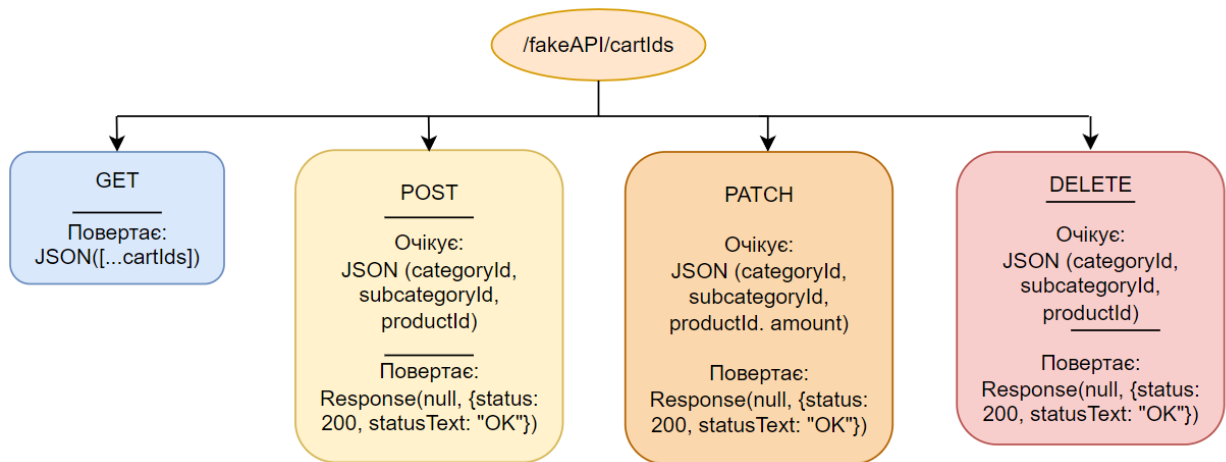 /fakeAPI/cartIds
GET
Повертає:
JSON([...cartIds])
POST
Очікує:
JSON (categoryId,
subcategoryId,
productId)
Повертає:
Response(null, {status:
200, statusText: "OK"})
PATCH
Очікує:
JSON (categoryId,
subcategoryId,
productId. amount)
Повертає:
Response(null, {status:
200, statusText: "OK"})
DELETE
Очікує:
JSON (categoryId,
subcategoryId,
productId)
Повертає:
Response(null, {status:
200, statusText: "OK"})